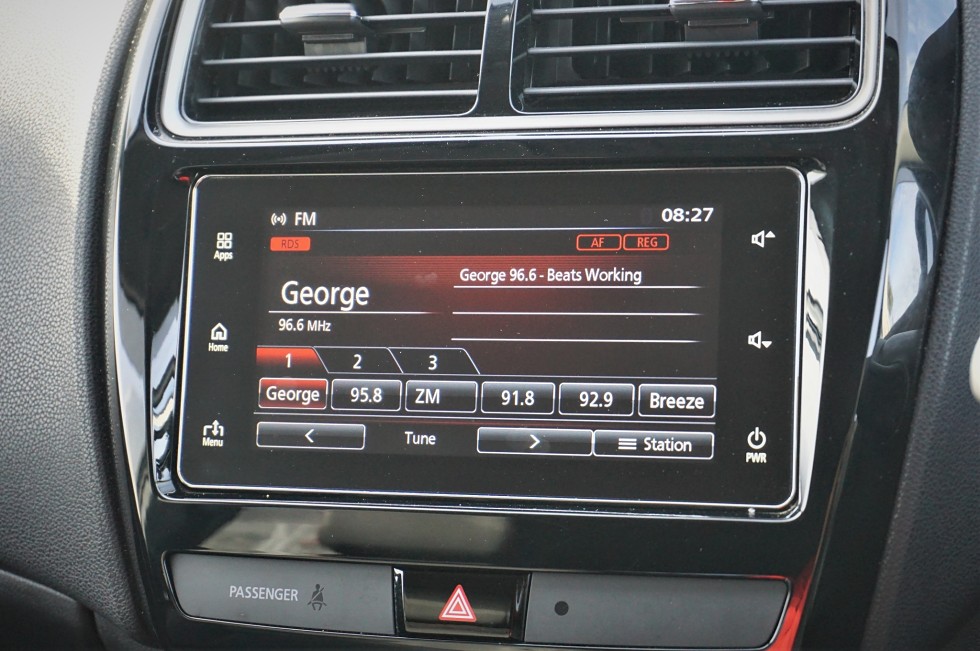 FM 08:27
RDS AF REG
Apps
George 96.6 - Beats Working
George
96.6 MHz
Home
1 2 3
George 95.8 ZM 91.8 92.9 Breeze
< Tune > Station
Menu
PWR
PASSENGER